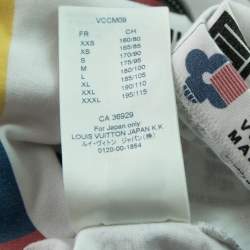 VCCM09
FR CH
XXS 160/80
XS 165/85
S 170/90
M 175/95
L 180/100
XL 185/105
XXL 190/110
XXXL 195/115
CA 36929
For Japan only:
LOUIS VUITTON JAPAN K.K.
ルイ・ヴィトン ジャパン(株)
0120-00-1854
V
MA